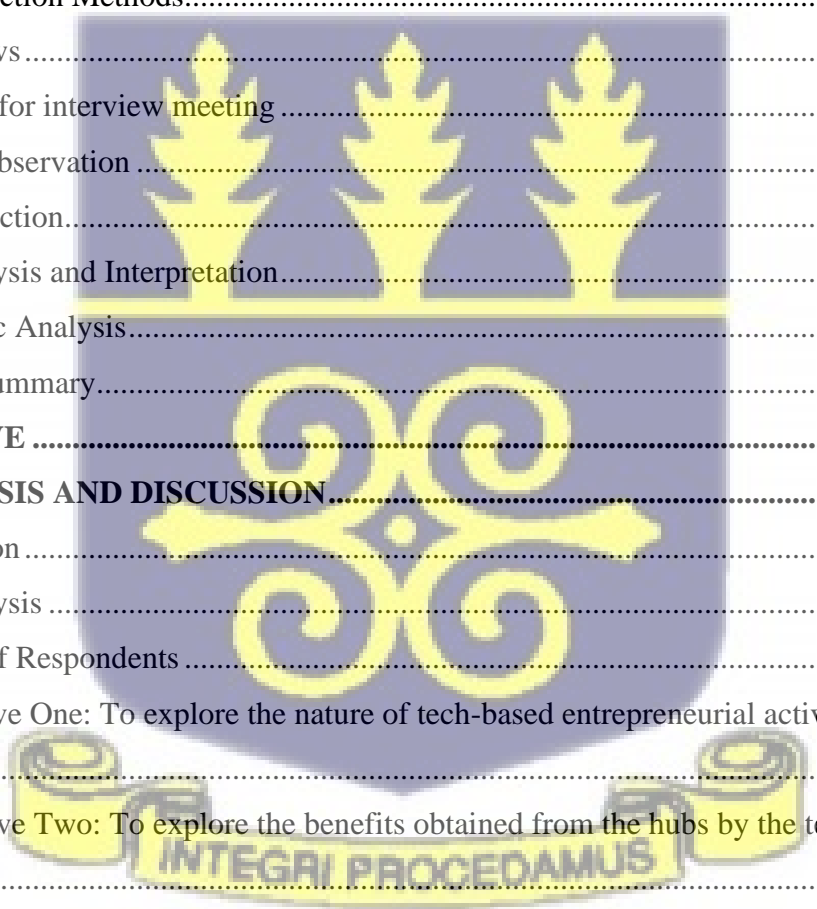 ction Methods....................................................................................
ws....................................................................................
for interview meeting....................................................................................
bservation....................................................................................
ction....................................................................................
ysis and Interpretation....................................................................................
c Analysis....................................................................................
ummary....................................................................................
VE....................................................................................
SIS AND DISCUSSION....................................................................................
on....................................................................................
ysis....................................................................................
f Respondents....................................................................................
ve One: To explore the nature of tech-based entrepreneurial activ
....................................................................................
ve Two: To explore the benefits obtained from the hubs by the te
INTEGRI PROCEDAMUS
....................................................................................